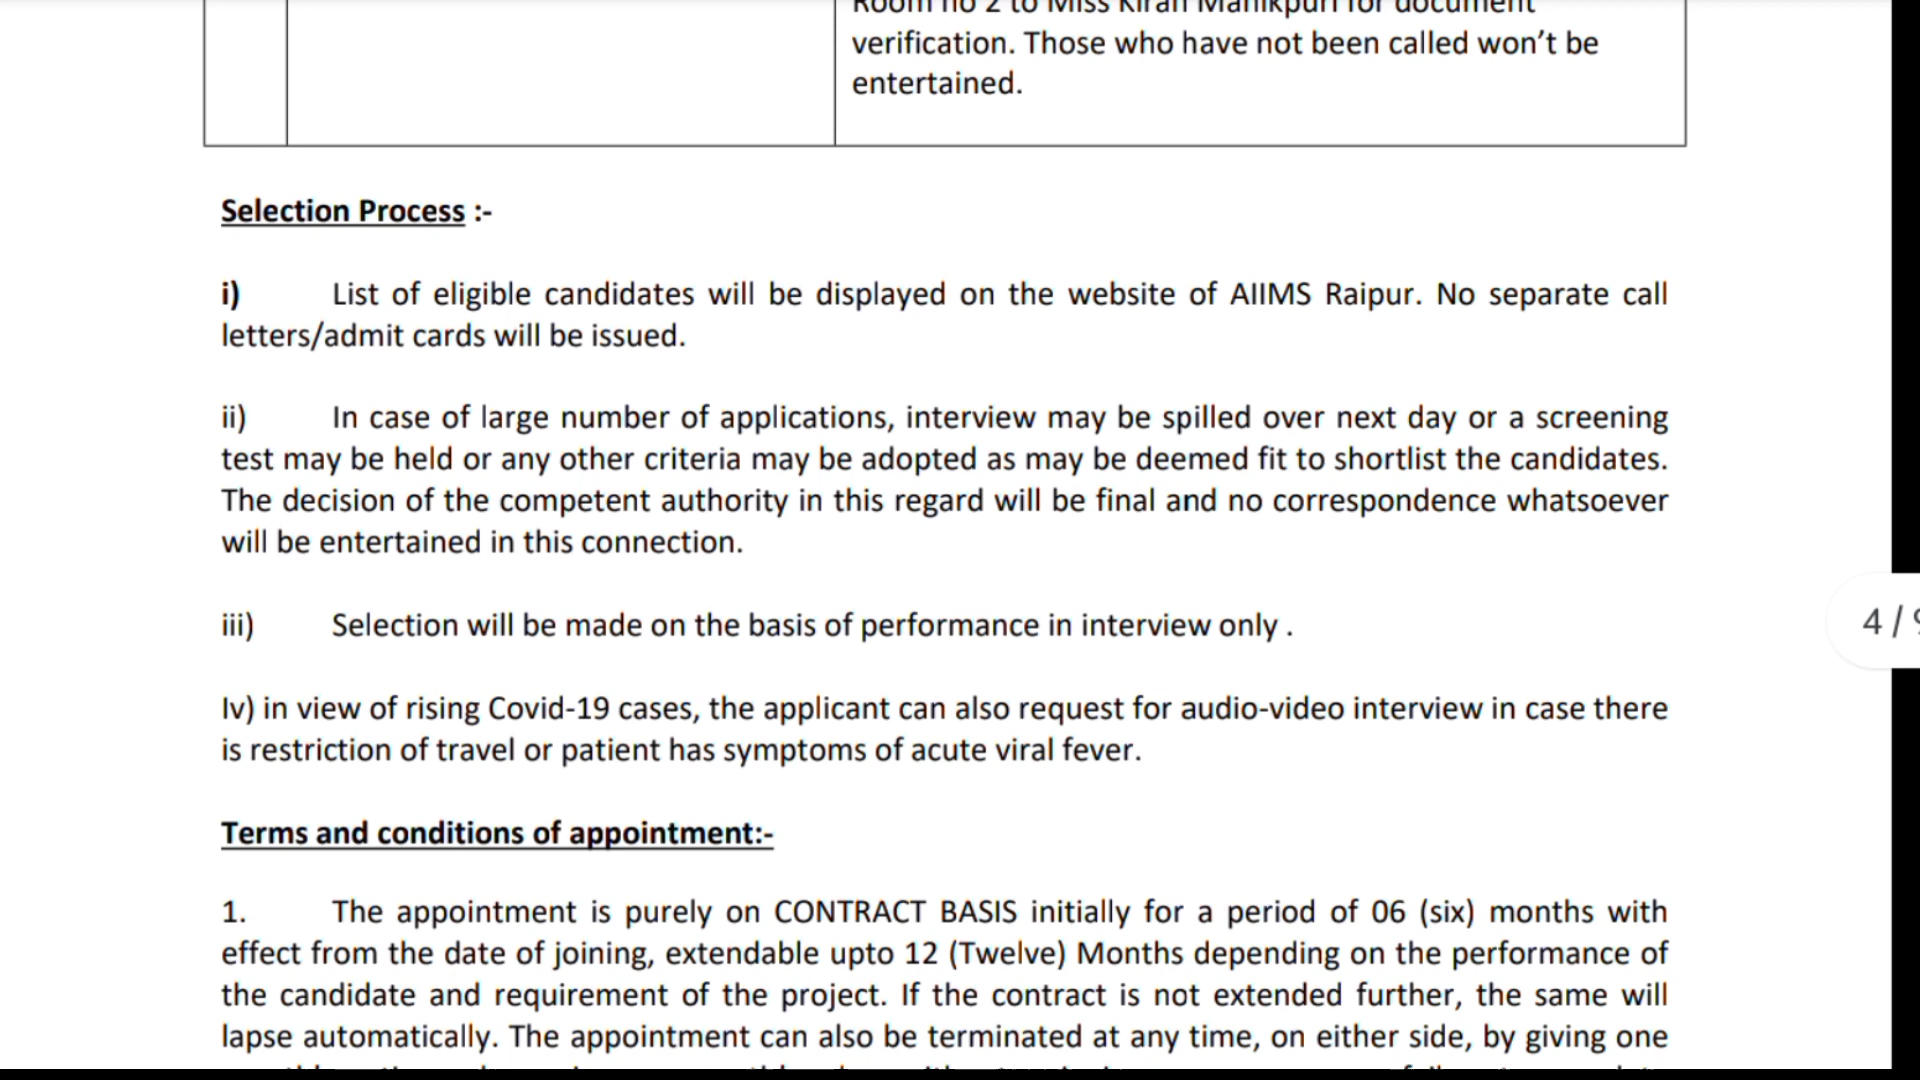 Room no 2 to Miss Kiran Manikpuri for document
verification. Those who have not been called won’t be
entertained.
Selection Process :-
i) List of eligible candidates will be displayed on the website of AIIMS Raipur. No separate call
letters/admit cards will be issued.
ii) In case of large number of applications, interview may be spilled over next day or a screening
test may be held or any other criteria may be adopted as may be deemed fit to shortlist the candidates.
The decision of the competent authority in this regard will be final and no correspondence whatsoever
will be entertained in this connection.
iii) Selection will be made on the basis of performance in interview only .
Iv) in view of rising Covid-19 cases, the applicant can also request for audio-video interview in case there
is restriction of travel or patient has symptoms of acute viral fever.
4 / 9
Terms and conditions of appointment:-
1. The appointment is purely on CONTRACT BASIS initially for a period of 06 (six) months with
effect from the date of joining, extendable upto 12 (Twelve) Months depending on the performance of
the candidate and requirement of the project. If the contract is not extended further, the same will
lapse automatically. The appointment can also be terminated at any time, on either side, by giving one